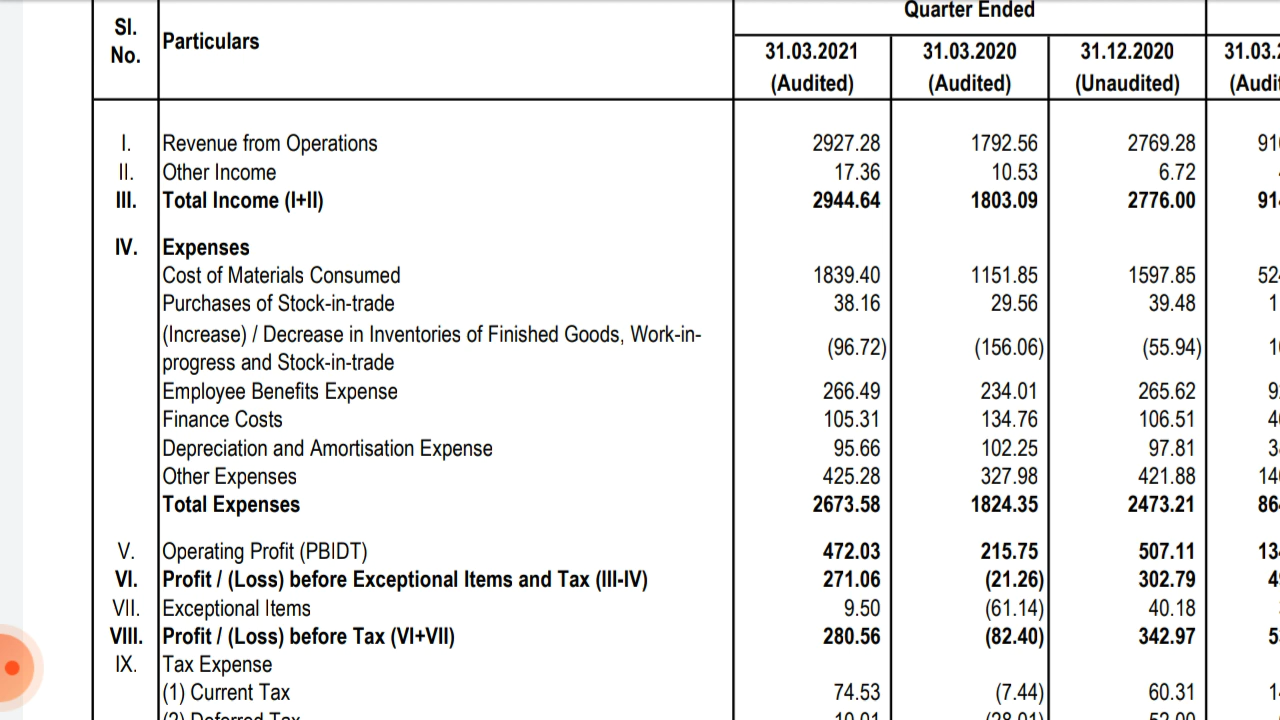 Quarter Ended
Sl. No. Particulars 31.03.2021 (Audited) 31.03.2020 (Audited) 31.12.2020 (Unaudited)
I. Revenue from Operations 2927.28 1792.56 2769.28
II. Other Income 17.36 10.53 6.72
III. Total Income (I+II) 2944.64 1803.09 2776.00
IV. Expenses
Cost of Materials Consumed 1839.40 1151.85 1597.85
Purchases of Stock-in-trade 38.16 29.56 39.48
(Increase) / Decrease in Inventories of Finished Goods, Work-in-
progress and Stock-in-trade (96.72) (156.06) (55.94)
Employee Benefits Expense 266.49 234.01 265.62
Finance Costs 105.31 134.76 106.51
Depreciation and Amortisation Expense 95.66 102.25 97.81
Other Expenses 425.28 327.98 421.88
Total Expenses 2673.58 1824.35 2473.21
V. Operating Profit (PBIDT) 472.03 215.75 507.11
VI. Profit / (Loss) before Exceptional Items and Tax (III-IV) 271.06 (21.26) 302.79
VII. Exceptional Items 9.50 (61.14) 40.18
VIII. Profit / (Loss) before Tax (VI+VII) 280.56 (82.40) 342.97
IX. Tax Expense
(1) Current Tax 74.53 (7.44) 60.31
(2) Deferred Tax